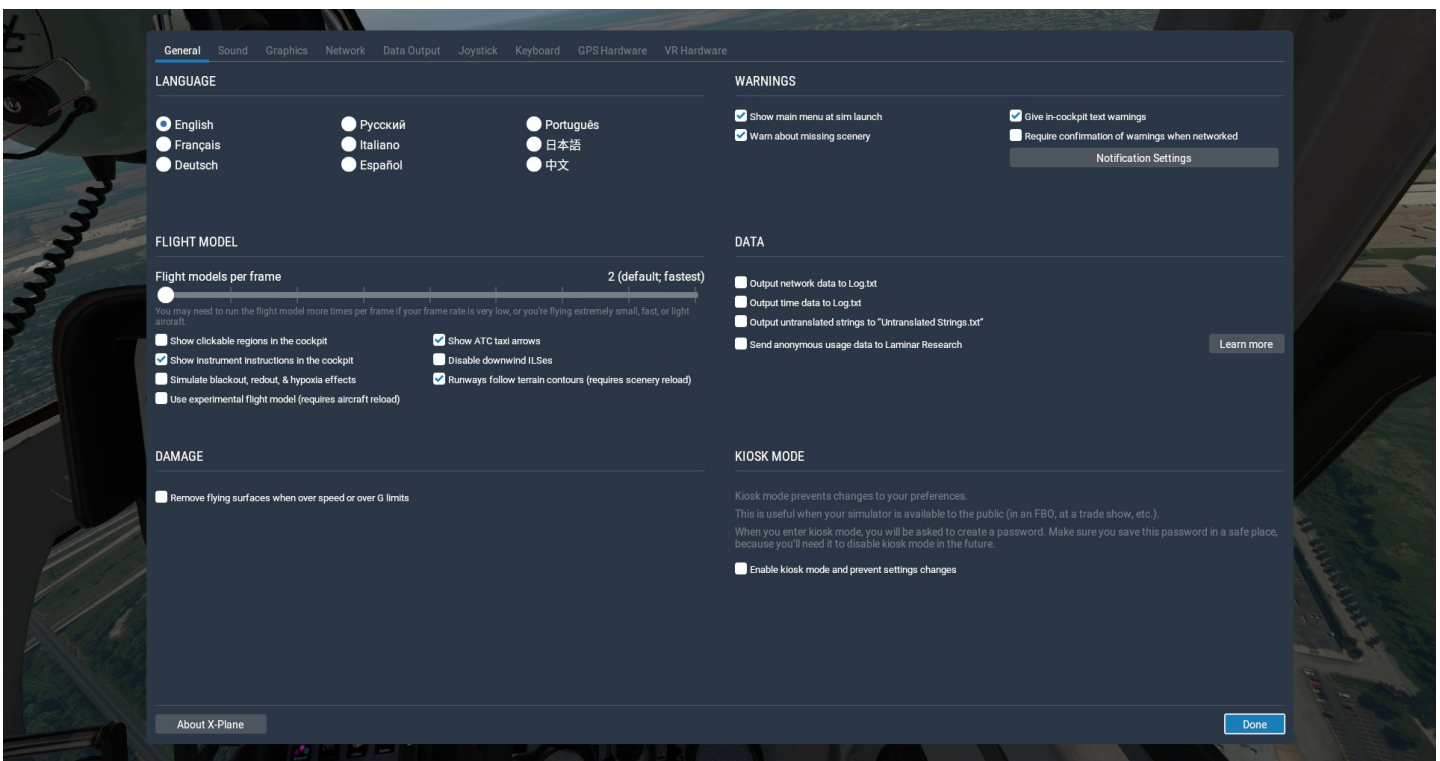 General Sound Graphics Network Data Output Joystick Keyboard GPS Hardware VR Hardware
LANGUAGE
English
Русский
Português
Français
Italiano
日本語
Deutsch
Español
中文
WARNINGS
Show main menu at sim launch
Give in-cockpit text warnings
Warn about missing scenery
Require confirmation of warnings when networked
Notification Settings
FLIGHT MODEL
Flight models per frame
2 (default; fastest)
You may need to run the flight model more times per frame if your frame rate is very low, or you're flying extremely small, fast, or light
aircraft.
Show clickable regions in the cockpit
Show ATC taxi arrows
Show instrument instructions in the cockpit
Disable downwind ILSes
Simulate blackout, redout, & hypoxia effects
Runways follow terrain contours (requires scenery reload)
Use experimental flight model (requires aircraft reload)
DATA
Output network data to Log.txt
Output time data to Log.txt
Output untranslated strings to "Untranslated Strings.txt"
Send anonymous usage data to Laminar Research
Learn more
DAMAGE
Remove flying surfaces when over speed or over G limits
KIOSK MODE
Kiosk mode prevents changes to your preferences.
This is useful when your simulator is available to the public (in an FBO, at a trade show, etc.).
When you enter kiosk mode, you will be asked to create a password. Make sure you save this password in a safe place,
because you'll need it to disable kiosk mode in the future.
Enable kiosk mode and prevent settings changes
About X-Plane
Done